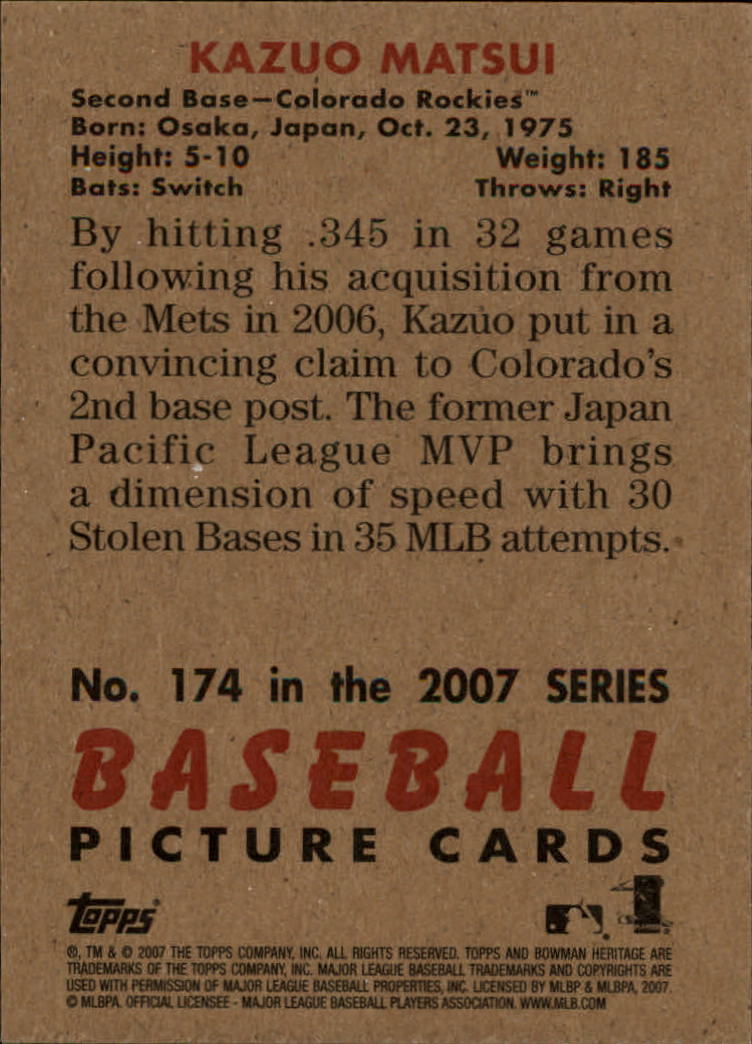 KAZUO MATSUI
Second Base—Colorado Rockies™
Born: Osaka, Japan, Oct. 23, 1975
Height: 5-10 Weight: 185
Bats: Switch Throws: Right
By hitting .345 in 32 games
following his acquisition from
the Mets in 2006, Kazuo put in a
convincing claim to Colorado's
2nd base post. The former Japan
Pacific League MVP brings
a dimension of speed with 30
Stolen Bases in 35 MLB attempts.
No. 174 in the 2007 SERIES
BASEBALL
PICTURE CARDS
Topps
®, TM & © 2007 THE TOPPS COMPANY, INC. ALL RIGHTS RESERVED. TOPPS AND BOWMAN HERITAGE ARE
TRADEMARKS OF THE TOPPS COMPANY, INC. MAJOR LEAGUE BASEBALL TRADEMARKS AND COPYRIGHTS ARE
USED WITH PERMISSION OF MAJOR LEAGUE BASEBALL PROPERTIES, INC. LICENSED BY MLBP & MLBPA, 2007.
© MLBPA. OFFICIAL LICENSEE - MAJOR LEAGUE BASEBALL PLAYERS ASSOCIATION. WWW.MLB.COM